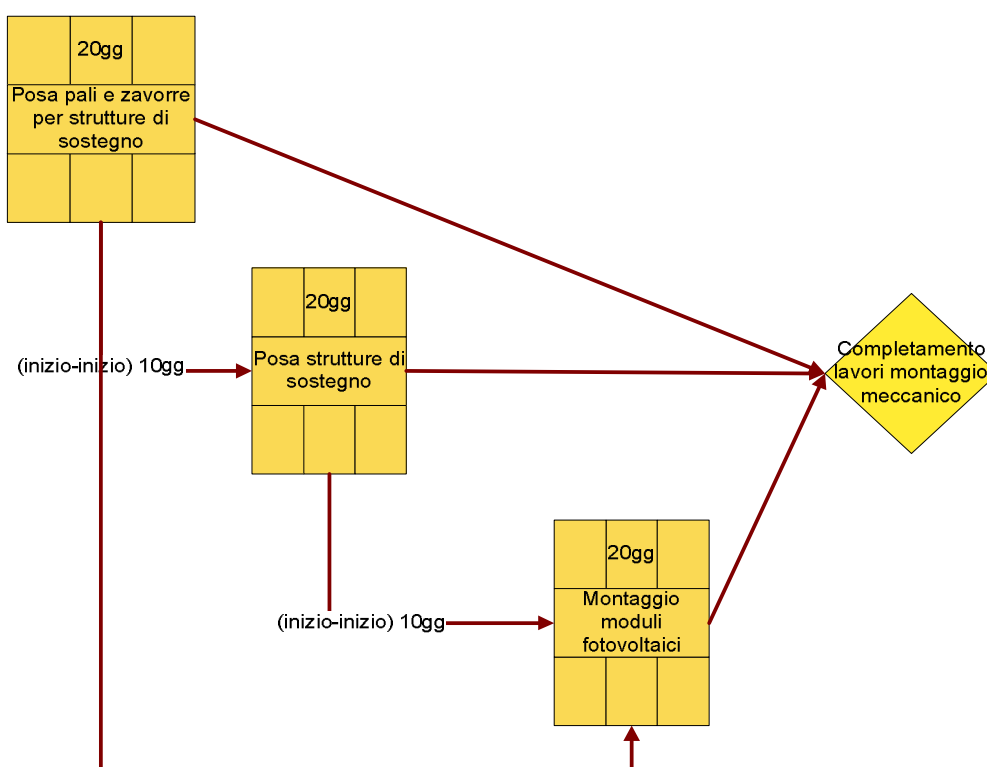 20gg
Posa pali e zavorre
per strutture di
sostegno
20gg
Posa strutture di
sostegno
(inizio-inizio) 10gg
Completamento
lavori montaggio
meccanico
20gg
Montaggio
moduli
fotovoltaici
(inizio-inizio) 10gg